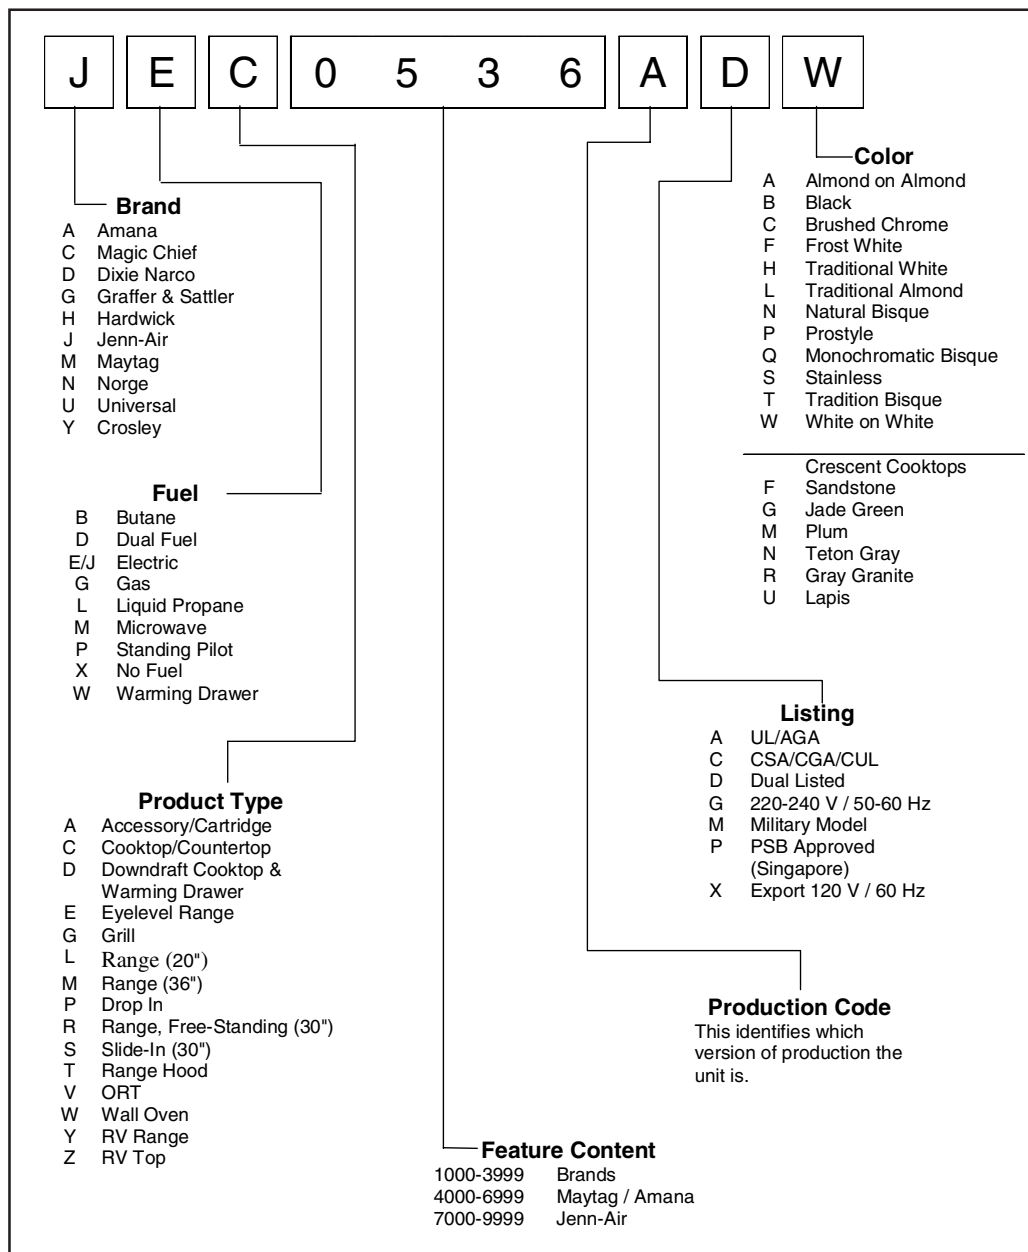 J E C 0 5 3 6 A D W
Brand
A Amana
C Magic Chief
D Dixie Narco
G Graffer & Sattler
H Hardwick
J Jenn-Air
M Maytag
N Norge
U Universal
Y Crosley
Fuel
B Butane
D Dual Fuel
E/J Electric
G Gas
L Liquid Propane
M Microwave
P Standing Pilot
X No Fuel
W Warming Drawer
Product Type
A Accessory/Cartridge
C Cooktop/Countertop
D Downdraft Cooktop &
Warming Drawer
E Eyelevel Range
G Grill
L Range (20")
M Range (36")
P Drop In
R Range, Free-Standing (30")
S Slide-In (30")
T Range Hood
V ORT
W Wall Oven
Y RV Range
Z RV Top
Feature Content
1000-3999 Brands
4000-6999 Maytag / Amana
7000-9999 Jenn-Air
Color
A Almond on Almond
B Black
C Brushed Chrome
F Frost White
H Traditional White
L Traditional Almond
N Natural Bisque
P Prostyle
Q Monochromatic Bisque
S Stainless
T Tradition Bisque
W White on White
Crescent Cooktops
F Sandstone
G Jade Green
M Plum
N Teton Gray
R Gray Granite
U Lapis
Listing
A UL/AGA
C CSA/CGA/CUL
D Dual Listed
G 220-240 V / 50-60 Hz
M Military Model
P PSB Approved
(Singapore)
X Export 120 V / 60 Hz
Production Code
This identifies which
version of production the
unit is.